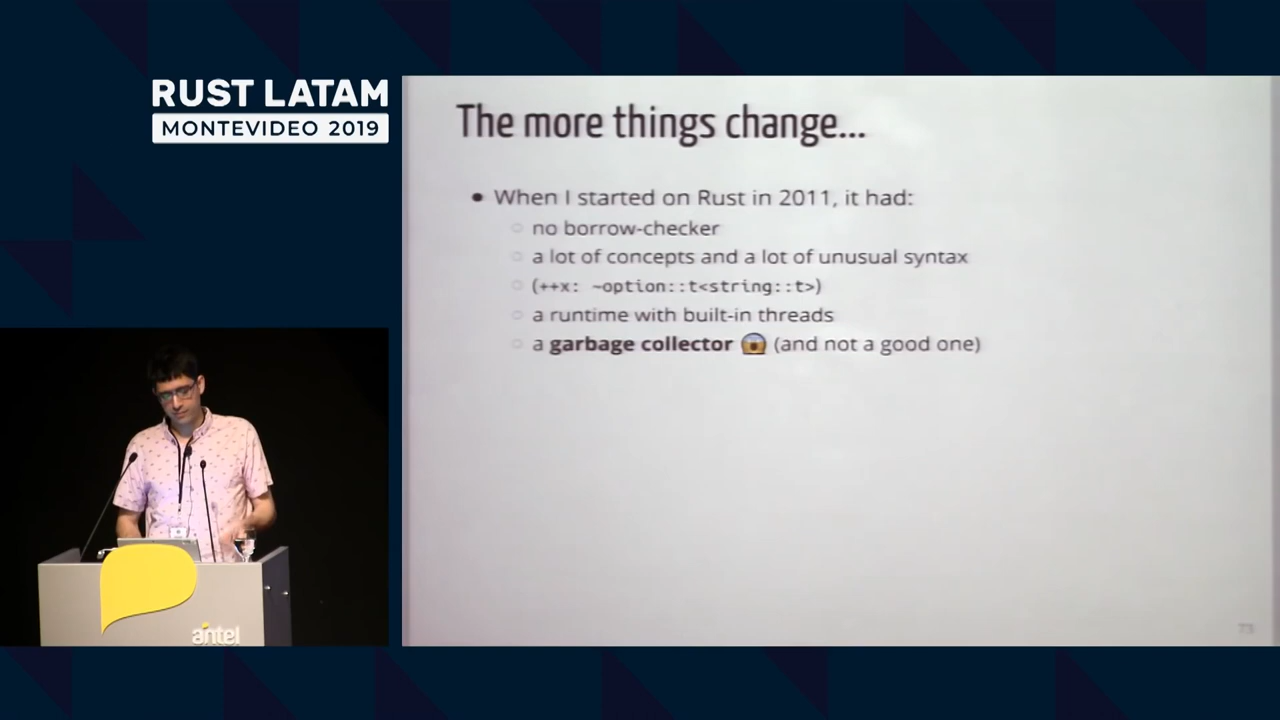 RUST LATAM
MONTEVIDEO 2019
The more things change...
• When I started on Rust in 2011, it had:
○ no borrow-checker
○ a lot of concepts and a lot of unusual syntax
○ (++x: ~option::t<string::t>)
○ a runtime with built-in threads
○ a garbage collector 😱 (and not a good one)
73
antel